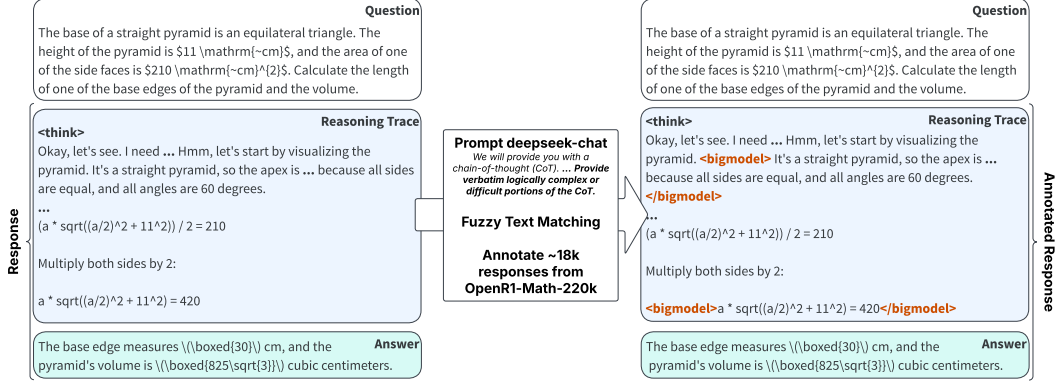 Question
The base of a straight pyramid is an equilateral triangle. The
height of the pyramid is $11 \mathrm{~cm}$, and the area of one
of the side faces is $210 \mathrm{~cm}^{2}$. Calculate the length
of one of the base edges of the pyramid and the volume.
Response
Reasoning Trace
<think>
Okay, let's see. I need ... Hmm, let's start by visualizing the
pyramid. It's a straight pyramid, so the apex is ... because all sides
are equal, and all angles are 60 degrees.
...
(a * sqrt((a/2)^2 + 11^2)) / 2 = 210
Multiply both sides by 2:
a * sqrt((a/2)^2 + 11^2) = 420
Answer
The base edge measures \(\boxed{30}\) cm, and the
pyramid's volume is \(\boxed{825\sqrt{3}}\) cubic centimeters.
Prompt deepseek-chat
We will provide you with a
chain-of-thought (CoT). ... Provide
verbatim logically complex or
difficult portions of the CoT.
Fuzzy Text Matching
Annotate ~18k
responses from
OpenR1-Math-220k
Question
The base of a straight pyramid is an equilateral triangle. The
height of the pyramid is $11 \mathrm{~cm}$, and the area of one
of the side faces is $210 \mathrm{~cm}^{2}$. Calculate the length
of one of the base edges of the pyramid and the volume.
Reasoning Trace
<think>
Okay, let's see. I need ... Hmm, let's start by visualizing the
pyramid. <bigmodel> It's a straight pyramid, so the apex is ...
because all sides are equal, and all angles are 60 degrees.
</bigmodel>
...
(a * sqrt((a/2)^2 + 11^2)) / 2 = 210
Multiply both sides by 2:
<bigmodel>a * sqrt((a/2)^2 + 11^2) = 420</bigmodel>
Answer
The base edge measures \(\boxed{30}\) cm, and the
pyramid's volume is \(\boxed{825\sqrt{3}}\) cubic centimeters.
Annotated Response